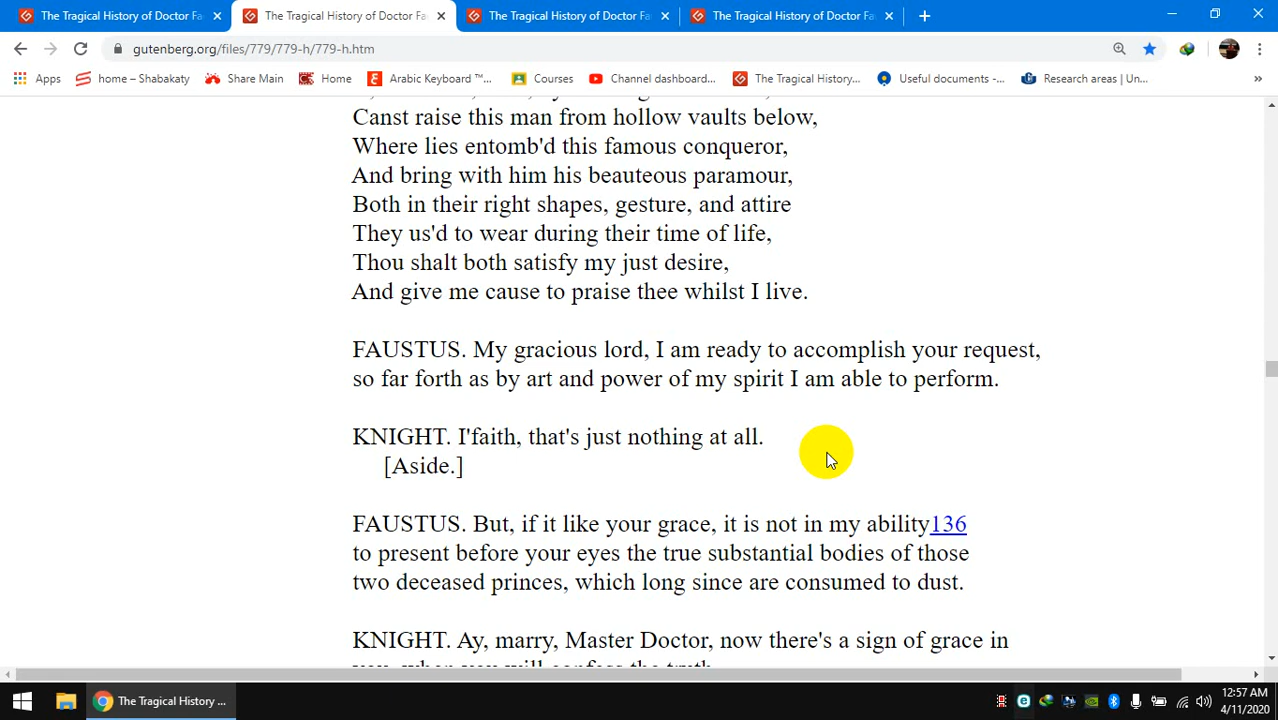 The Tragical History of Doctor Fa
The Tragical History of Doctor Fa
The Tragical History of Doctor Fa
The Tragical History of Doctor Fa
gutenberg.org/files/779/779-h/779-h.htm
Apps
home – Shabakaty
Share Main
Home
Arabic Keyboard ™...
Courses
Channel dashboard...
The Tragical History...
Useful documents -...
Research areas | Un...
»
Canst raise this man from hollow vaults below,
Where lies entomb'd this famous conqueror,
And bring with him his beauteous paramour,
Both in their right shapes, gesture, and attire
They us'd to wear during their time of life,
Thou shalt both satisfy my just desire,
And give me cause to praise thee whilst I live.
FAUSTUS. My gracious lord, I am ready to accomplish your request,
so far forth as by art and power of my spirit I am able to perform.
KNIGHT. I'faith, that's just nothing at all.
[Aside.]
FAUSTUS. But, if it like your grace, it is not in my ability136
to present before your eyes the true substantial bodies of those
two deceased princes, which long since are consumed to dust.
KNIGHT. Ay, marry, Master Doctor, now there's a sign of grace in
you, when you will confess the truth.
The Tragical History ...
12:57 AM
4/11/2020